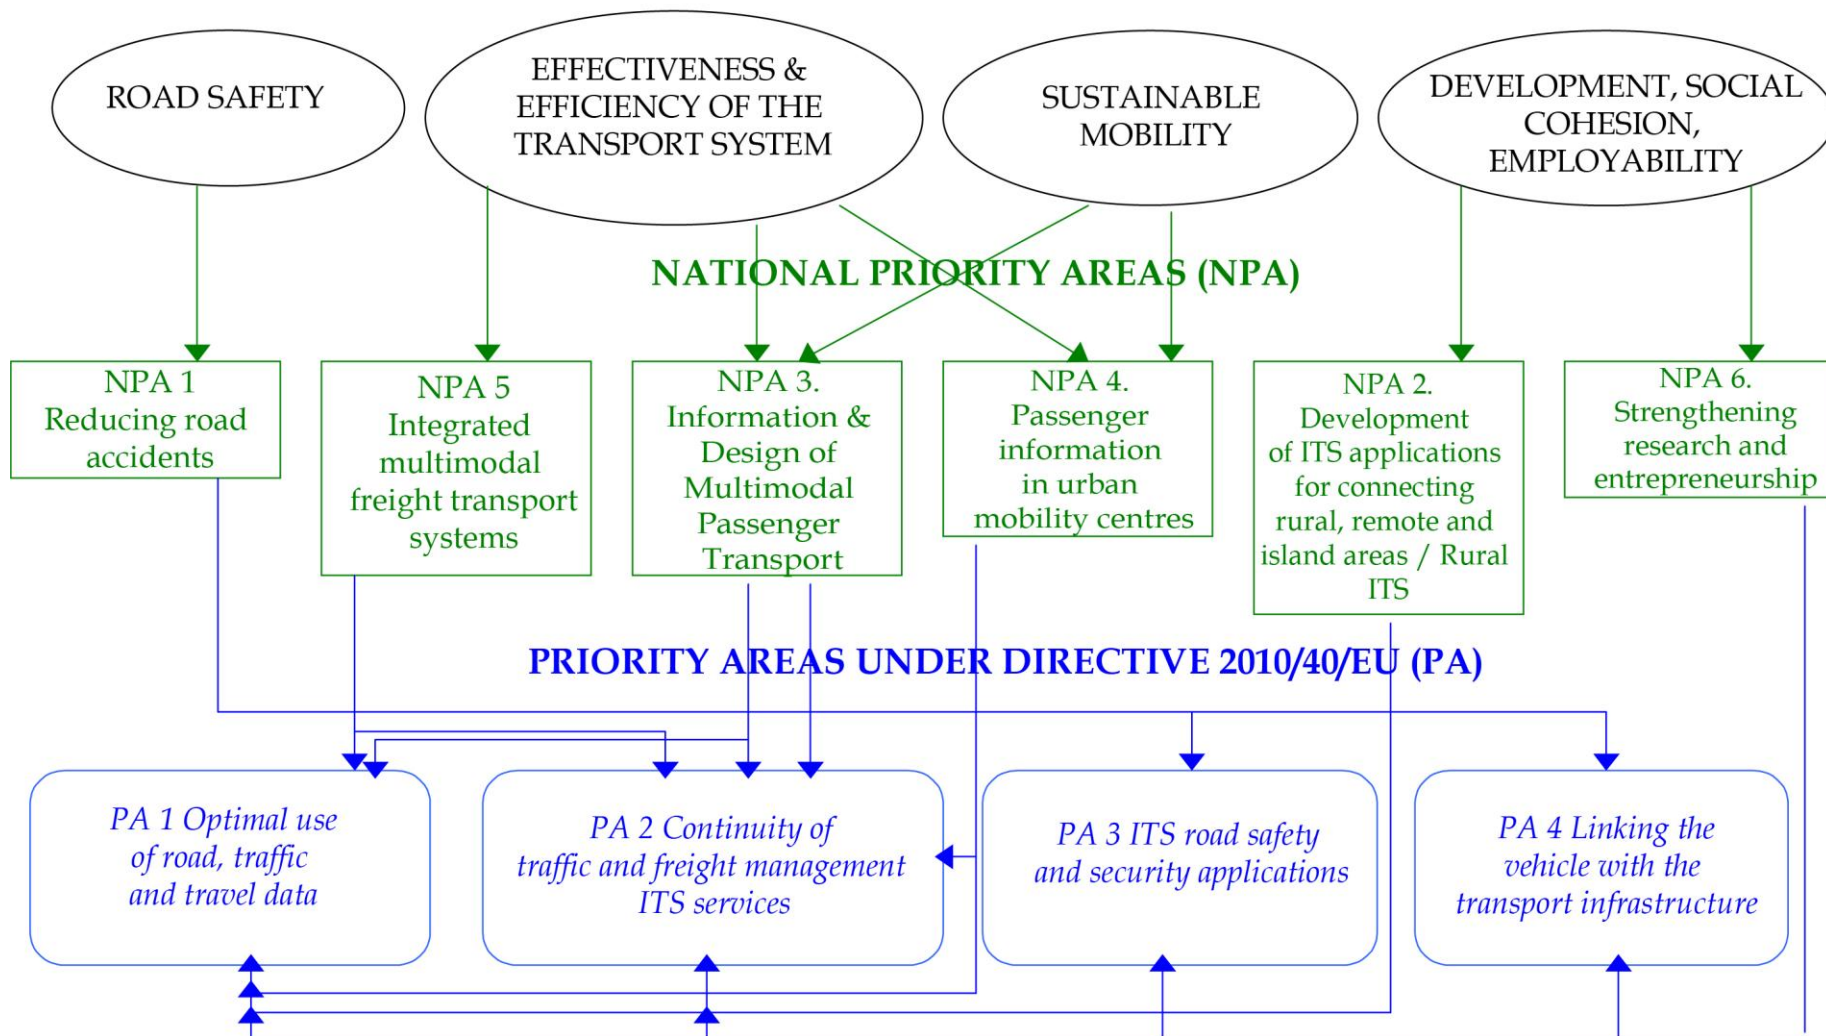 ROAD SAFETY
EFFECTIVENESS &
EFFICIENCY OF THE
TRANSPORT SYSTEM
SUSTAINABLE
MOBILITY
DEVELOPMENT, SOCIAL
COHESION,
EMPLOYABILITY
NATIONAL PRIORITY AREAS (NPA)
NPA 1
Reducing road
accidents
NPA 5
Integrated
multimodal
freight transport
systems
NPA 3.
Information &
Design of
Multimodal
Passenger
Transport
NPA 4.
Passenger
information
in urban
mobility centres
NPA 2.
Development
of ITS applications
for connecting
rural, remote and
island areas / Rural
ITS
NPA 6.
Strengthening
research and
entrepreneurship
PRIORITY AREAS UNDER DIRECTIVE 2010/40/EU (PA)
PA 1 Optimal use
of road, traffic
and travel data
PA 2 Continuity of
traffic and freight management
ITS services
PA 3 ITS road safety
and security applications
PA 4 Linking the
vehicle with the
transport infrastructure